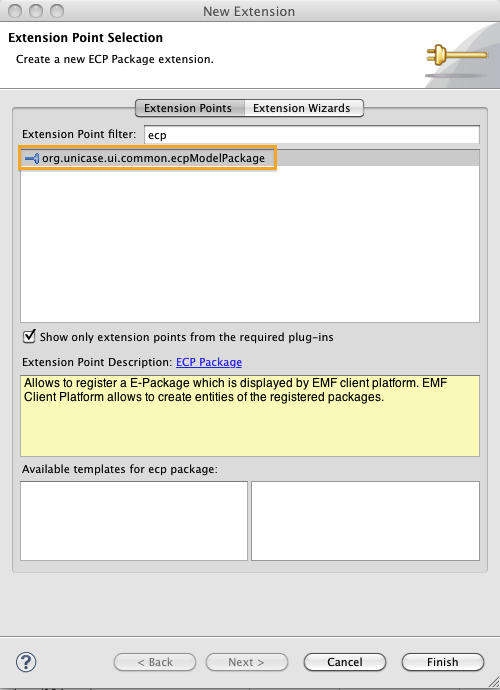 New Extension
Extension Point Selection
Create a new ECP Package extension.
Extension Points
Extension Wizards
Extension Point filter: ecp
org.unicase.ui.common.ecpModelPackage
Show only extension points from the required plug-ins
Extension Point Description: ECP Package
Allows to register a E-Package which is displayed by EMF client platform. EMF
Client Platform allows to create entities of the registered packages.
Available templates for ecp package:
?
< Back
Next >
Cancel
Finish